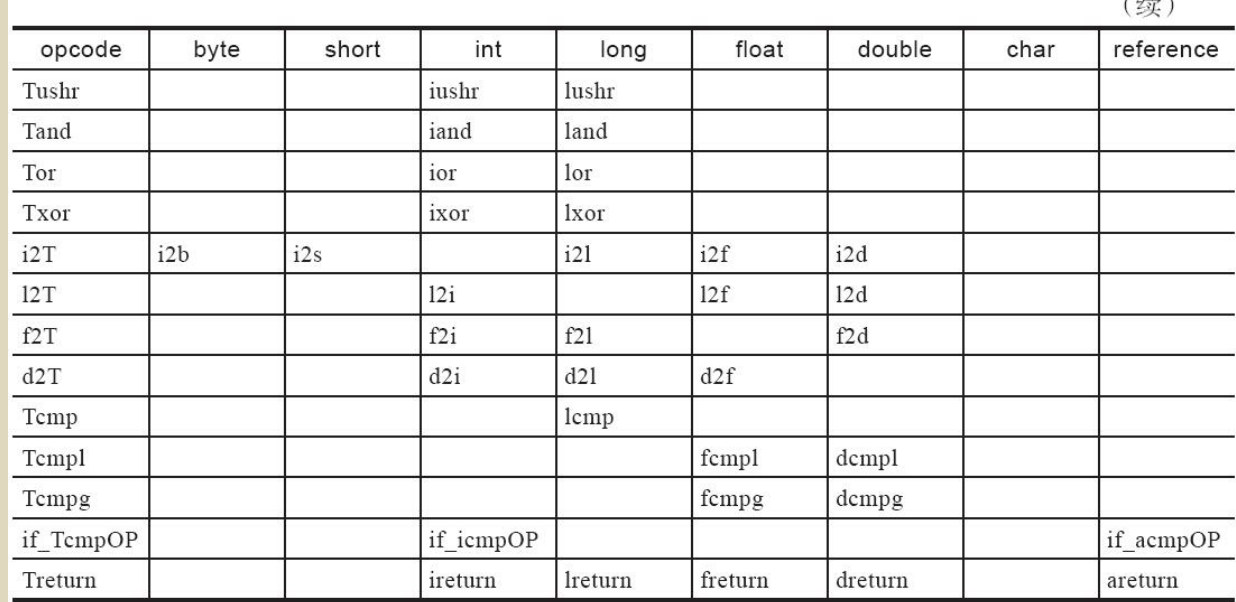 （续）
opcode byte short int long float double char reference
Tushr iushr lushr
Tand iand land
Tor ior lor
Txor ixor lxor
i2T i2b i2s i2l i2f i2d
l2T l2i l2f l2d
f2T f2i f2l f2d
d2T d2i d2l d2f
Tcmp lcmp
Tcmpl fcmpl dcmpl
Tcmpg fcmpg dcmpg
if_TcmpOP if_icmpOP if_acmpOP
Treturn ireturn lreturn freturn dreturn areturn